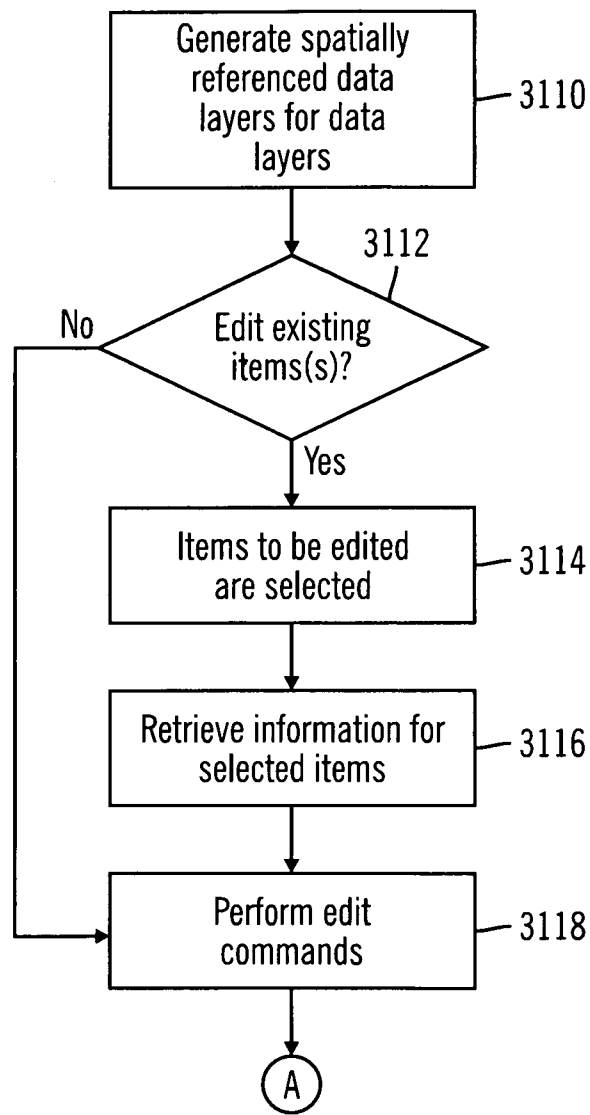 Generate spatially
referenced data
layers for data
layers
3110
3112
No
Edit existing
items(s)?
Yes
Items to be edited
are selected
3114
Retrieve information for
selected items
3116
Perform edit
commands
3118
A